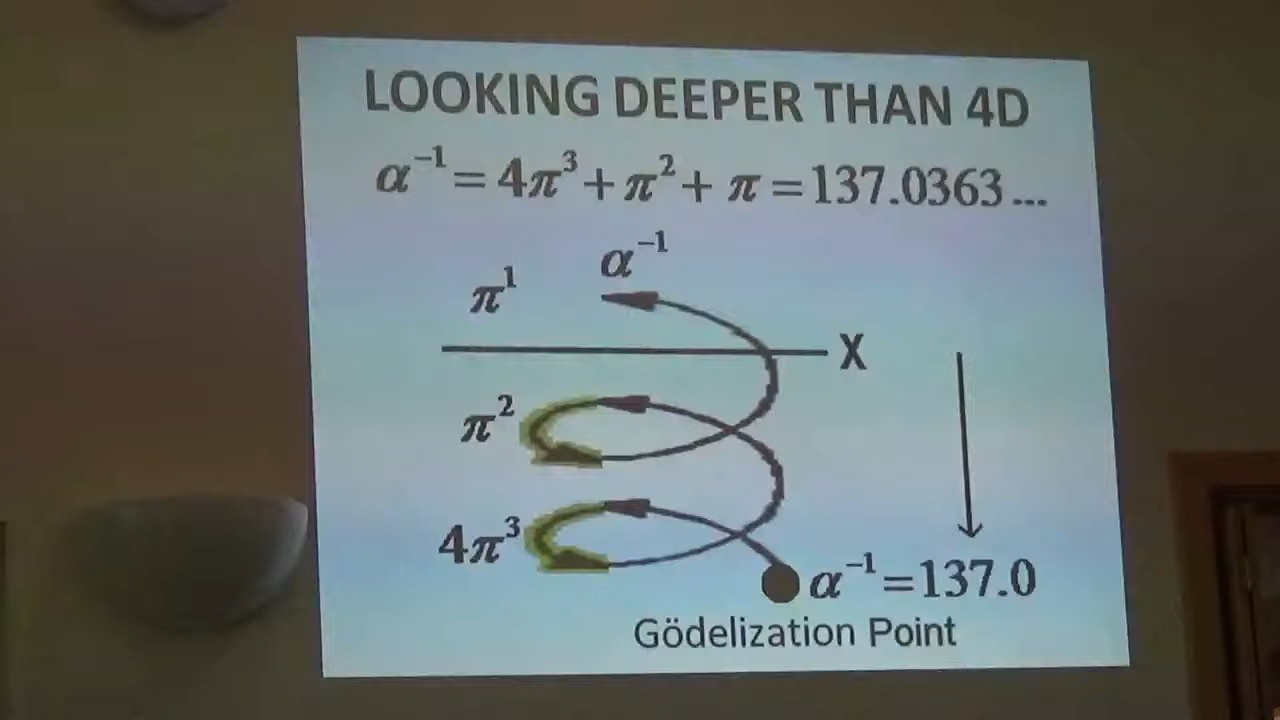 LOOKING DEEPER THAN 4D
α⁻¹ = 4π³ + π² + π = 137.0363...
α⁻¹
π¹
X
π²
4π³
α⁻¹=137.0
Gödelization Point